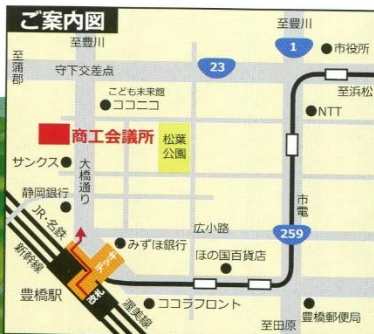 ご案内図
至豊川
至豊川
1
市役所
至蒲郡
守下交差点
23
至浜松
こども未来館
ココニコ
NTT
商工会議所
松葉
公園
サンクス
大橋通り
静岡銀行
市電
JR・名鉄
広小路
259
新幹線
みずほ銀行
デッキ
ほの国百貨店
豊橋駅
改札
渥美線
ココラフロント
至田原
豊橋郵便局